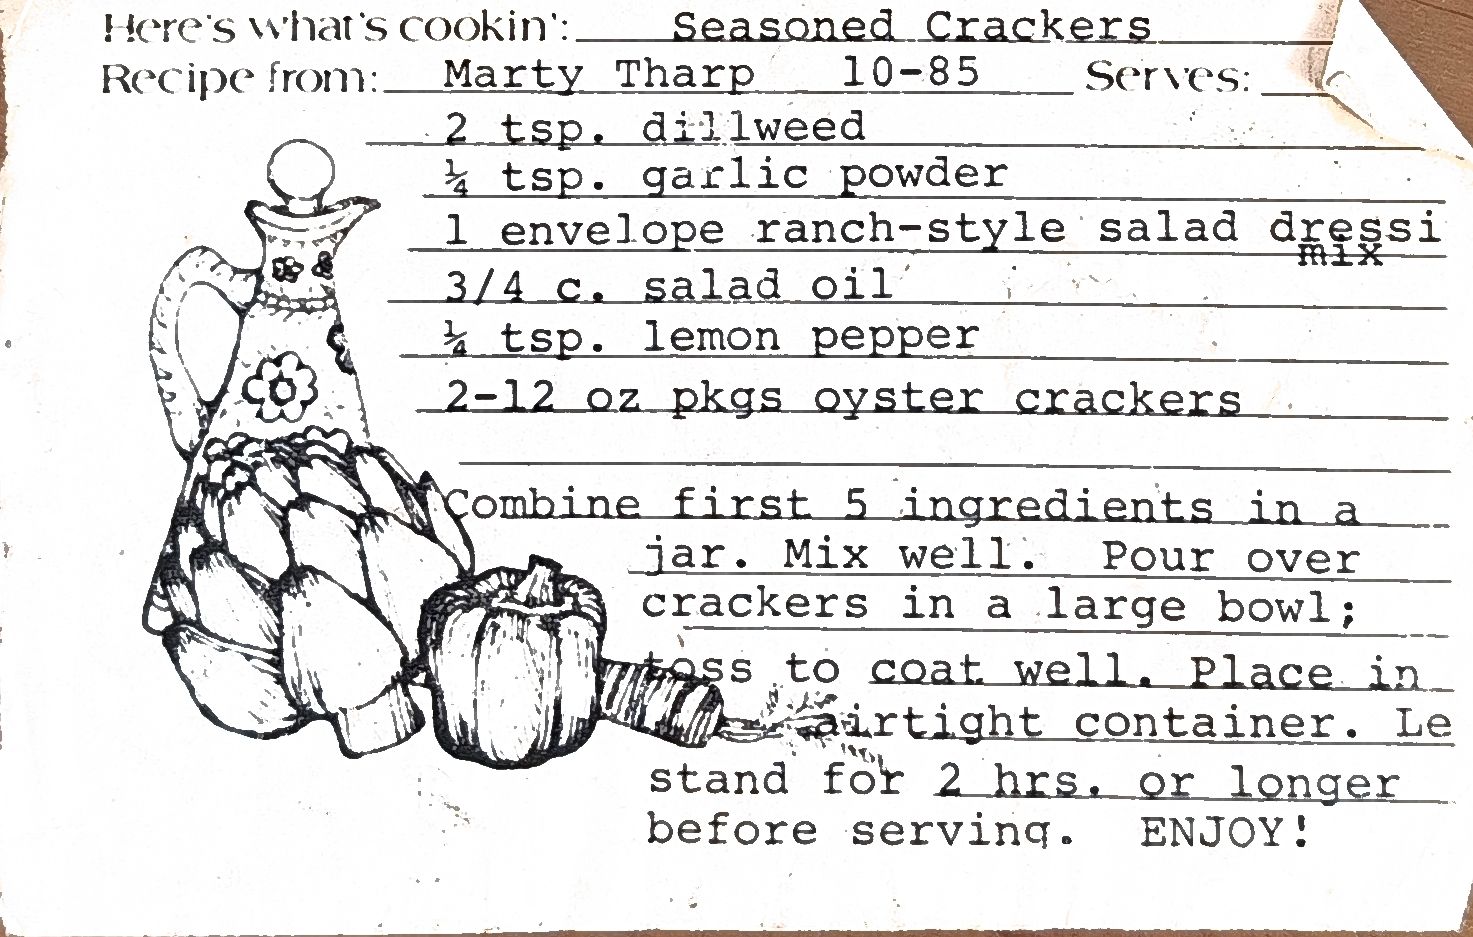 Here's what's cookin': Seasoned Crackers
Recipe from: Marty Tharp 10-85 Serves:
2 tsp. dillweed
¼ tsp. garlic powder
1 envelope ranch-style salad dressi
mix
3/4 c. salad oil
¼ tsp. lemon pepper
2-12 oz pkgs oyster crackers
Combine first 5 ingredients in a
jar. Mix well. Pour over
crackers in a large bowl;
toss to coat well. Place in
airtight container. Le
stand for 2 hrs. or longer
before serving. ENJOY!